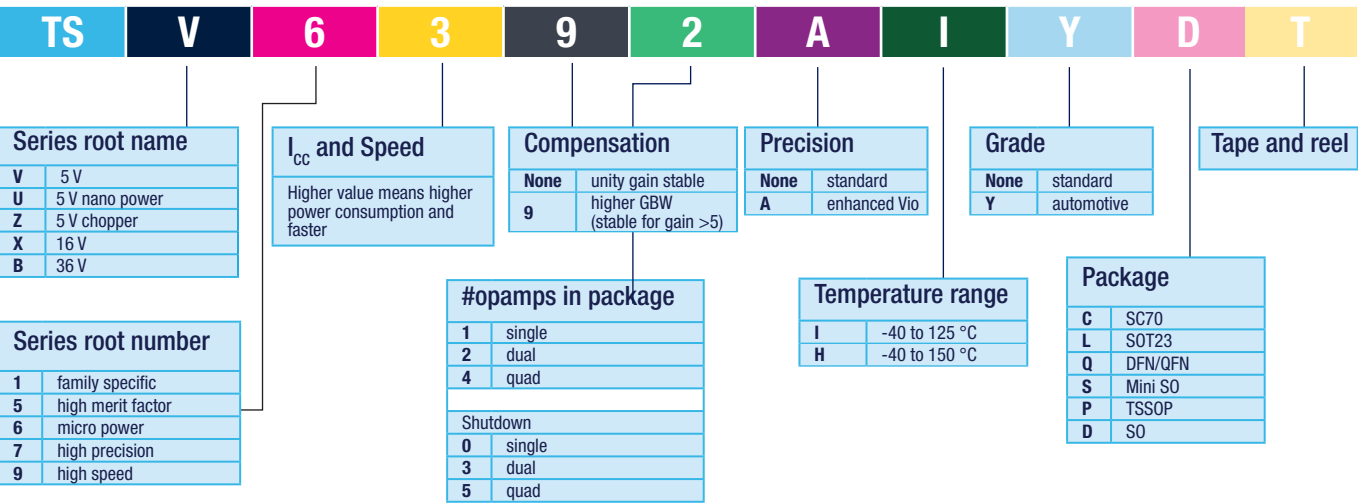 TS V 6 3 9 2 A I Y D T
Series root name
V 5 V
U 5 V nano power
Z 5 V chopper
X 16 V
B 36 V
Series root number
1 family specific
5 high merit factor
6 micro power
7 high precision
9 high speed
Icc and Speed
Higher value means higher
power consumption and
faster
Compensation
None unity gain stable
9 higher GBW
(stable for gain >5)
#opamps in package
1 single
2 dual
4 quad
Shutdown
0 single
3 dual
5 quad
Precision
None standard
A enhanced Vio
Temperature range
I -40 to 125 °C
H -40 to 150 °C
Grade
None standard
Y automotive
Package
C SC70
L SOT23
Q DFN/QFN
S Mini SO
P TSSOP
D SO
Tape and reel